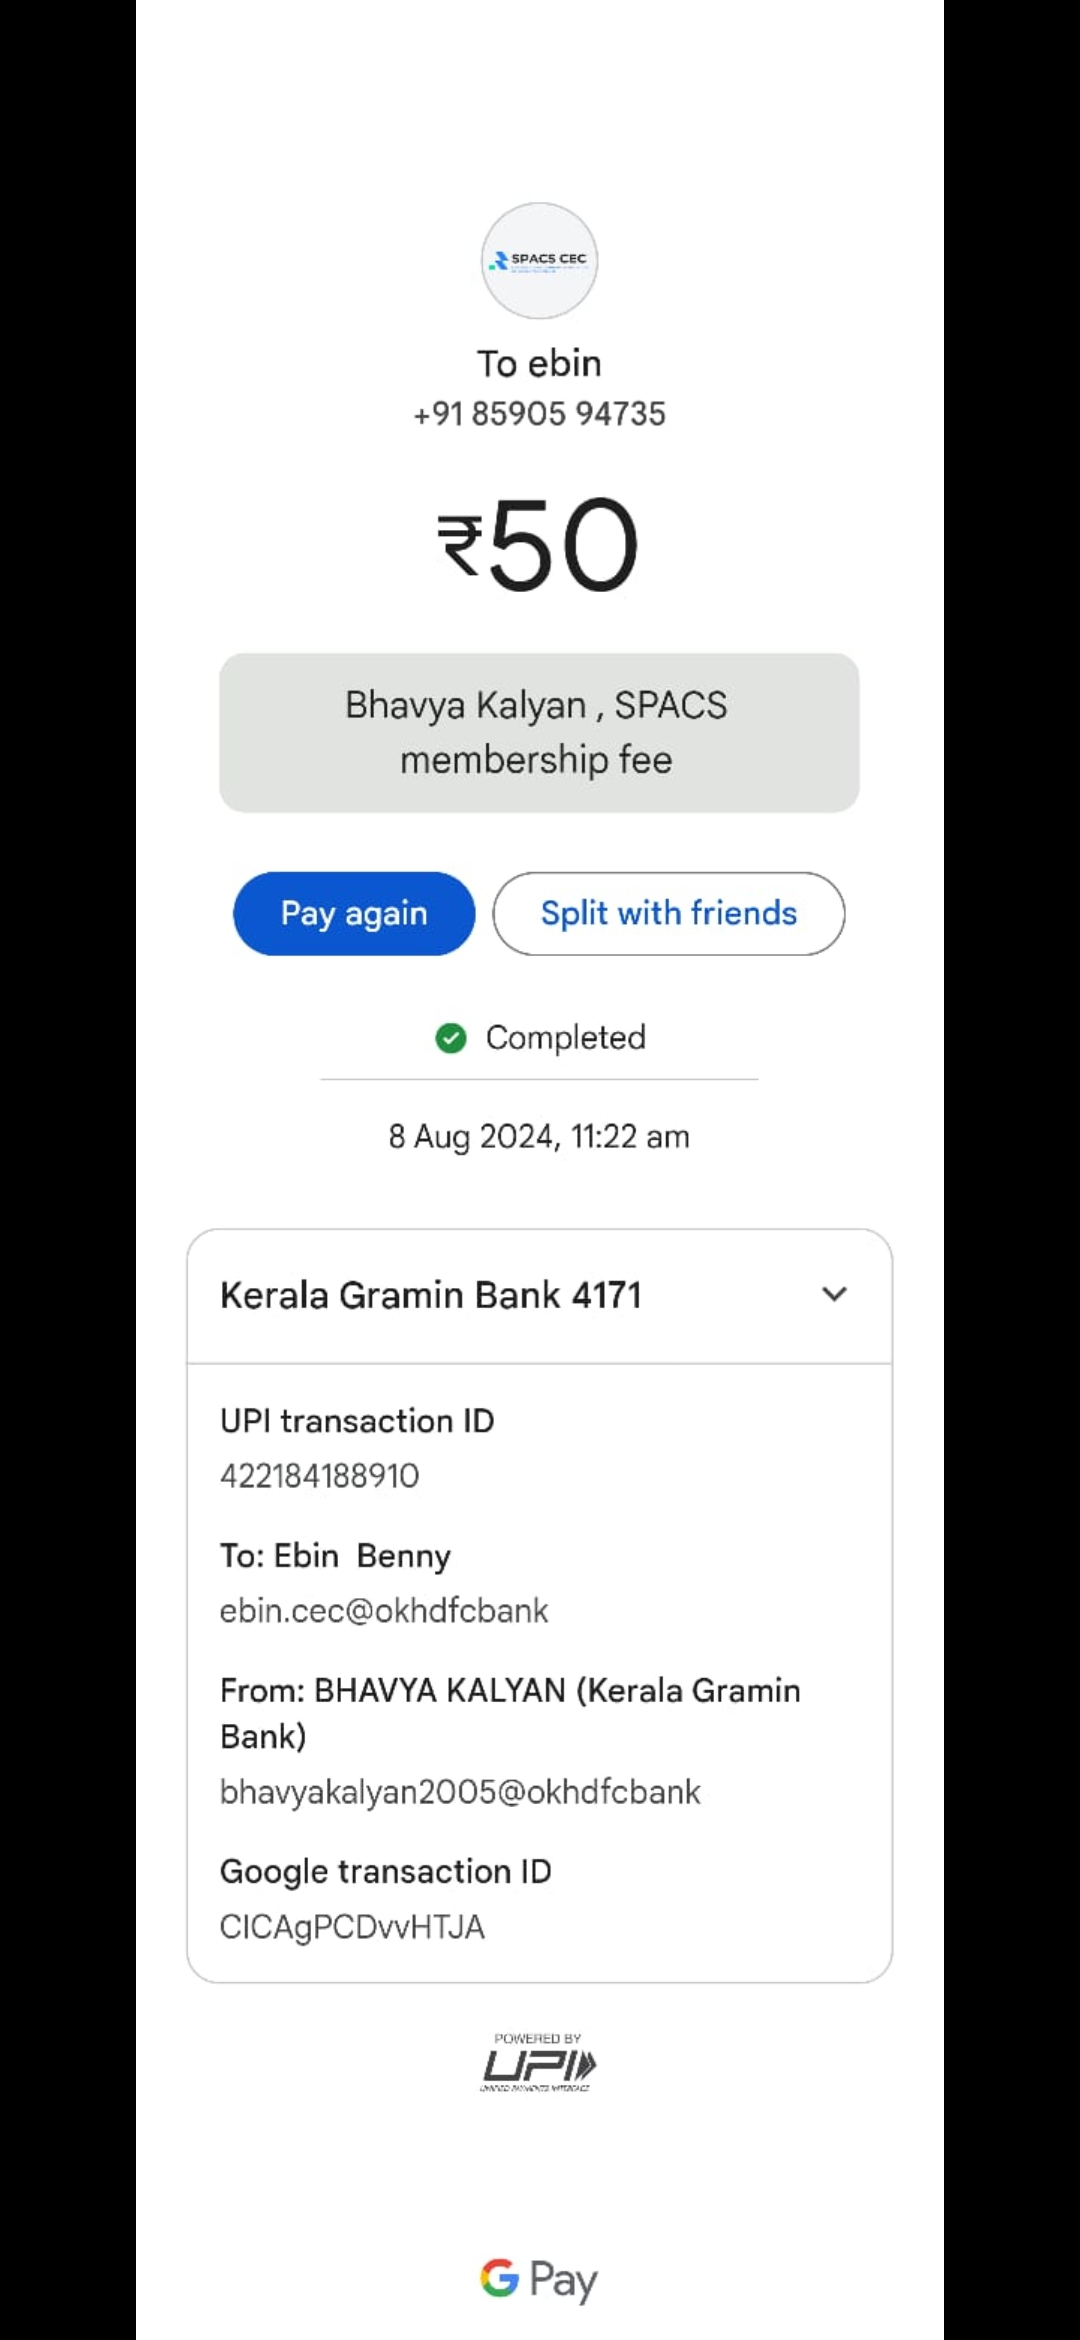 SPACS CEC
To ebin
+91 85905 94735
₹50
Bhavya Kalyan , SPACS
membership fee
Pay again
Split with friends
Completed
8 Aug 2024, 11:22 am
Kerala Gramin Bank 4171
UPI transaction ID
422184188910
To: Ebin  Benny
ebin.cec@okhdfcbank
From: BHAVYA KALYAN (Kerala Gramin
Bank)
bhavyakalyan2005@okhdfcbank
Google transaction ID
CICAgPCDvvHTJA
POWERED BY
UPI
UNIFIED PAYMENTS INTERFACE
G Pay